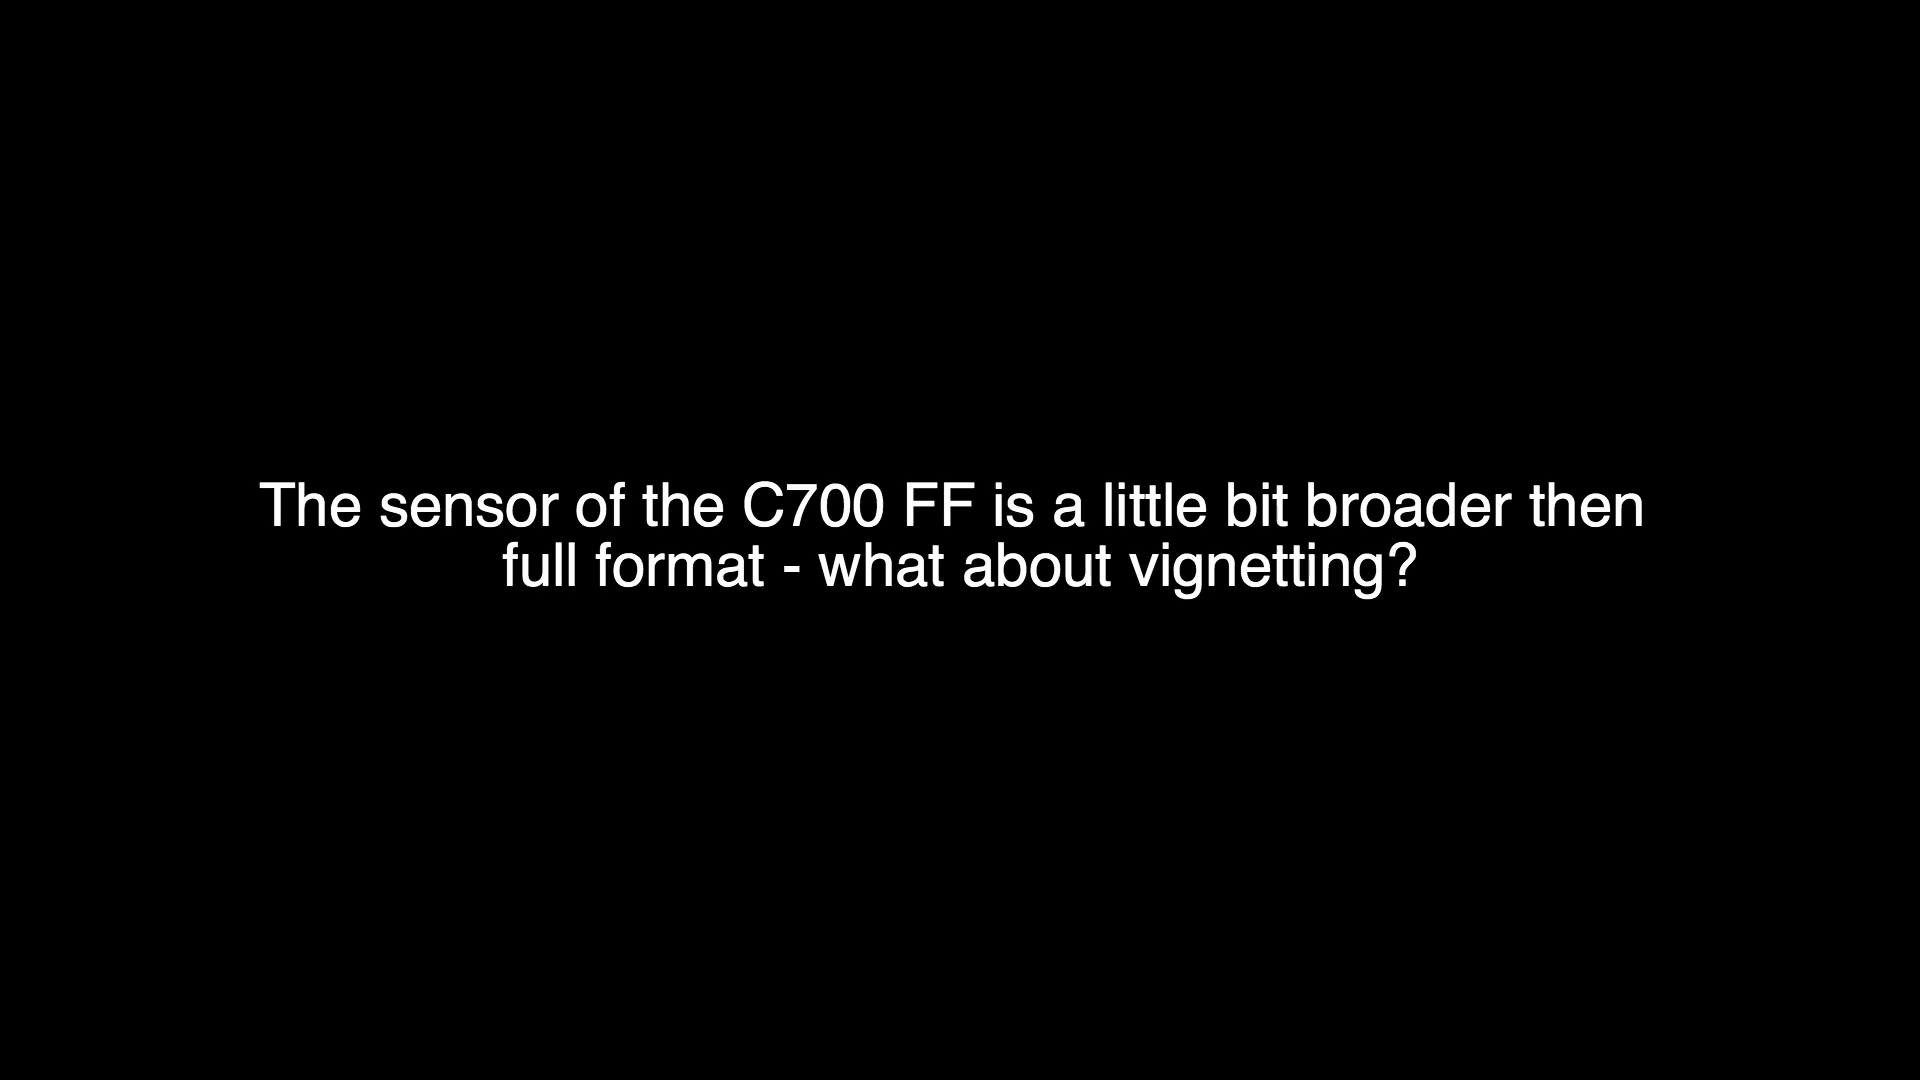 The sensor of the C700 FF is a little bit broader then
full format - what about vignetting?